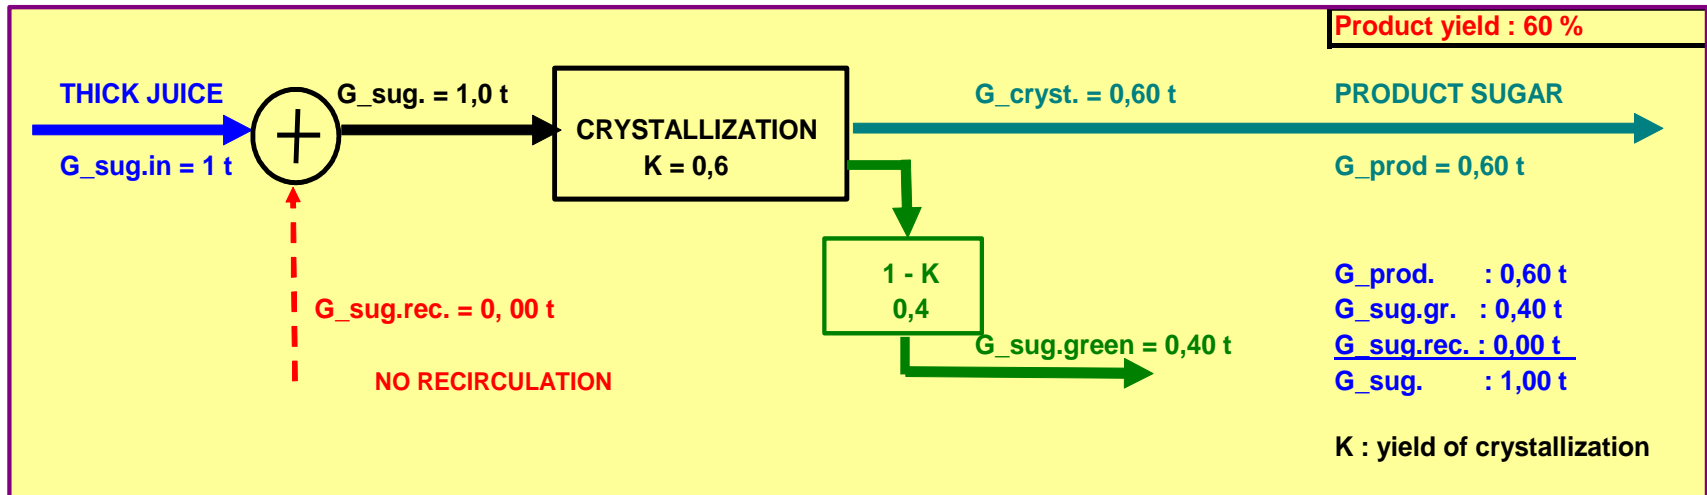 Product yield : 60 %
THICK JUICE
G_sug. = 1,0 t
G_cryst. = 0,60 t
PRODUCT SUGAR
CRYSTALLIZATION
K = 0,6
G_sug.in = 1 t
G_prod = 0,60 t
1 - K
0,4
G_prod. : 0,60 t
G_sug.rec. = 0, 00 t
G_sug.gr. : 0,40 t
G_sug.green = 0,40 t
G_sug.rec. : 0,00 t
NO RECIRCULATION
G_sug. : 1,00 t
K : yield of crystallization